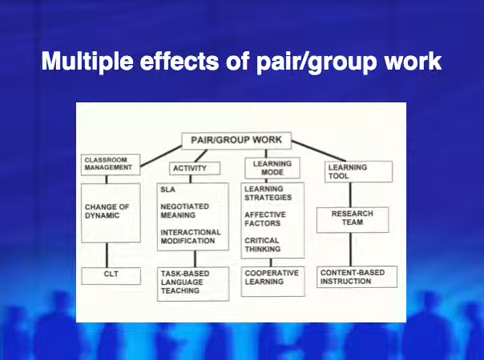 Multiple effects of pair/group work
PAIR/GROUP WORK
CLASSROOM
MANAGEMENT
CHANGE OF
DYNAMIC
CLT
ACTIVITY
SLA
NEGOTIATED
MEANING
INTERACTIONAL
MODIFICATION
TASK-BASED
LANGUAGE
TEACHING
LEARNING
MODE
LEARNING
STRATEGIES
AFFECTIVE
FACTORS
CRITICAL
THINKING
COOPERATIVE
LEARNING
LEARNING
TOOL
RESEARCH
TEAM
CONTENT-BASED
INSTRUCTION